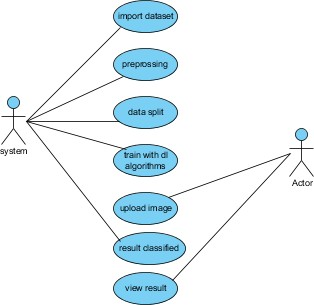 import dataset
preprossing
data split
system
train with dl
algorithms
Actor
upload image
result classified
view result